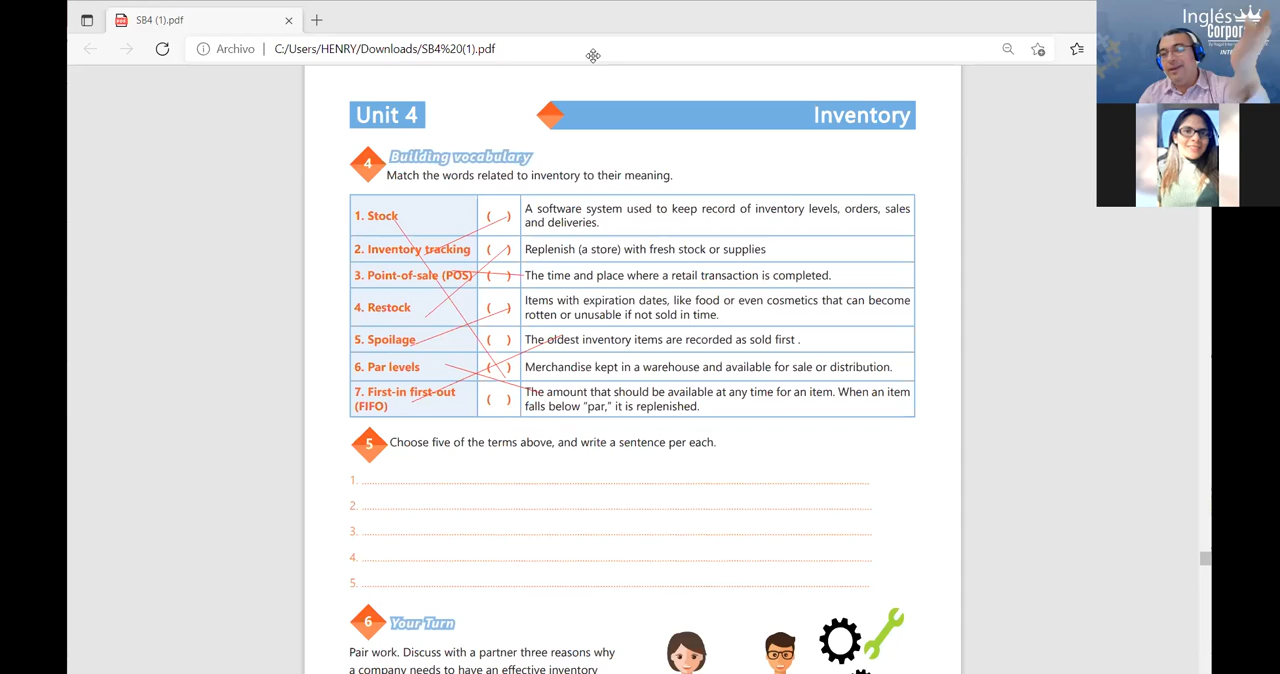 SB4 (1).pdf
Archivo | C:/Users/HENRY/Downloads/SB4%20(1).pdf
Inglés
Unit 4
Inventory
4 Building vocabulary
Match the words related to inventory to their meaning.
1. Stock ( ) A software system used to keep record of inventory levels, orders, sales
and deliveries.
2. Inventory tracking ( ) Replenish (a store) with fresh stock or supplies
3. Point-of-sale (POS) ( ) The time and place where a retail transaction is completed.
4. Restock ( ) Items with expiration dates, like food or even cosmetics that can become
rotten or unusable if not sold in time.
5. Spoilage ( ) The oldest inventory items are recorded as sold first .
6. Par levels ( ) Merchandise kept in a warehouse and available for sale or distribution.
7. First-in first-out
(FIFO) ( ) The amount that should be available at any time for an item. When an item
falls below “par,” it is replenished.
5 Choose five of the terms above, and write a sentence per each.
1.
2.
3.
4.
5.
6 Your Turn
Pair work. Discuss with a partner three reasons why
a company needs to have an effective inventory